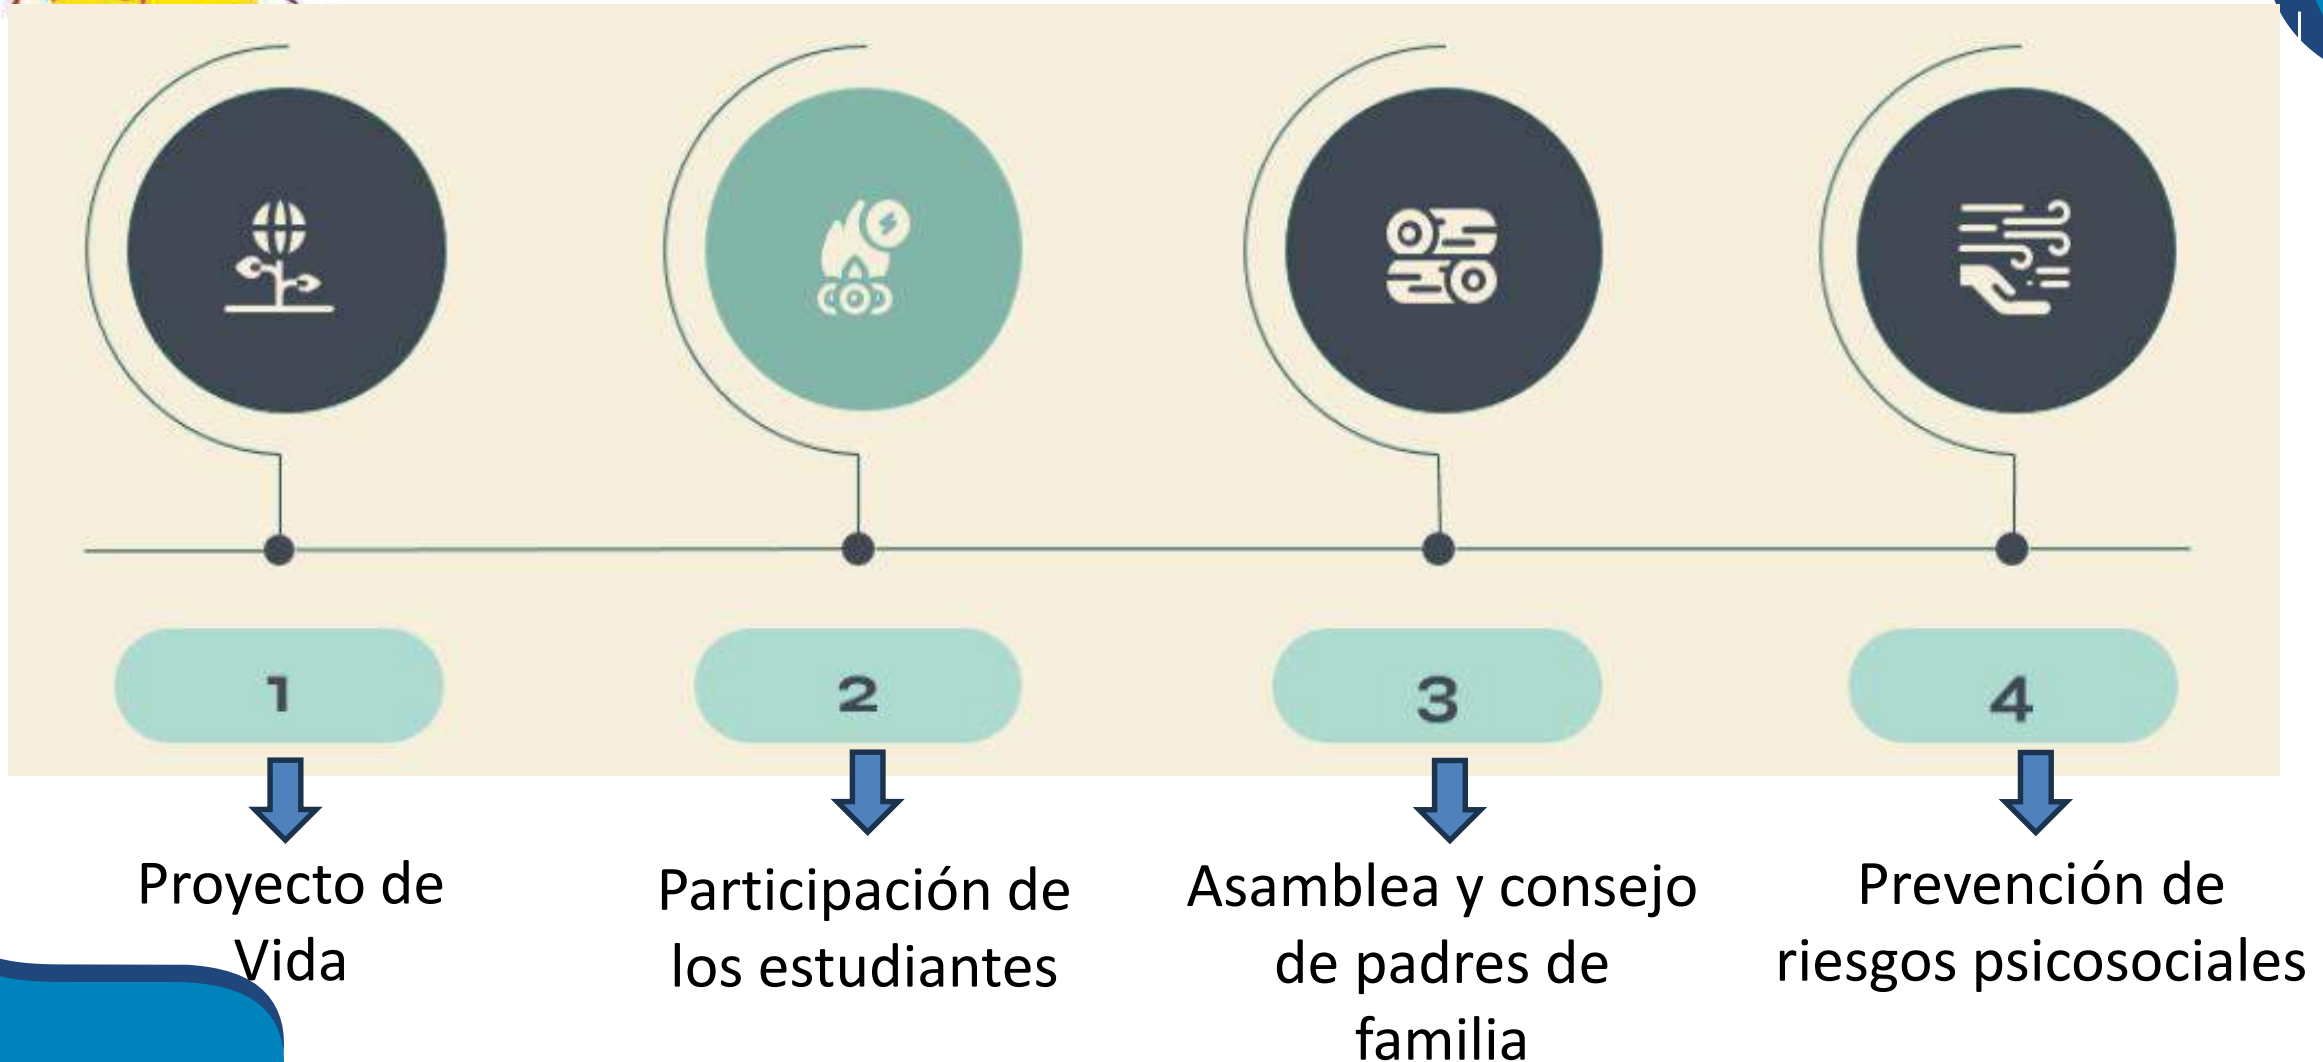 1
2
3
4
Proyecto de
Vida
Participación de
los estudiantes
Asamblea y consejo
de padres de
familia
Prevención de
riesgos psicosociales